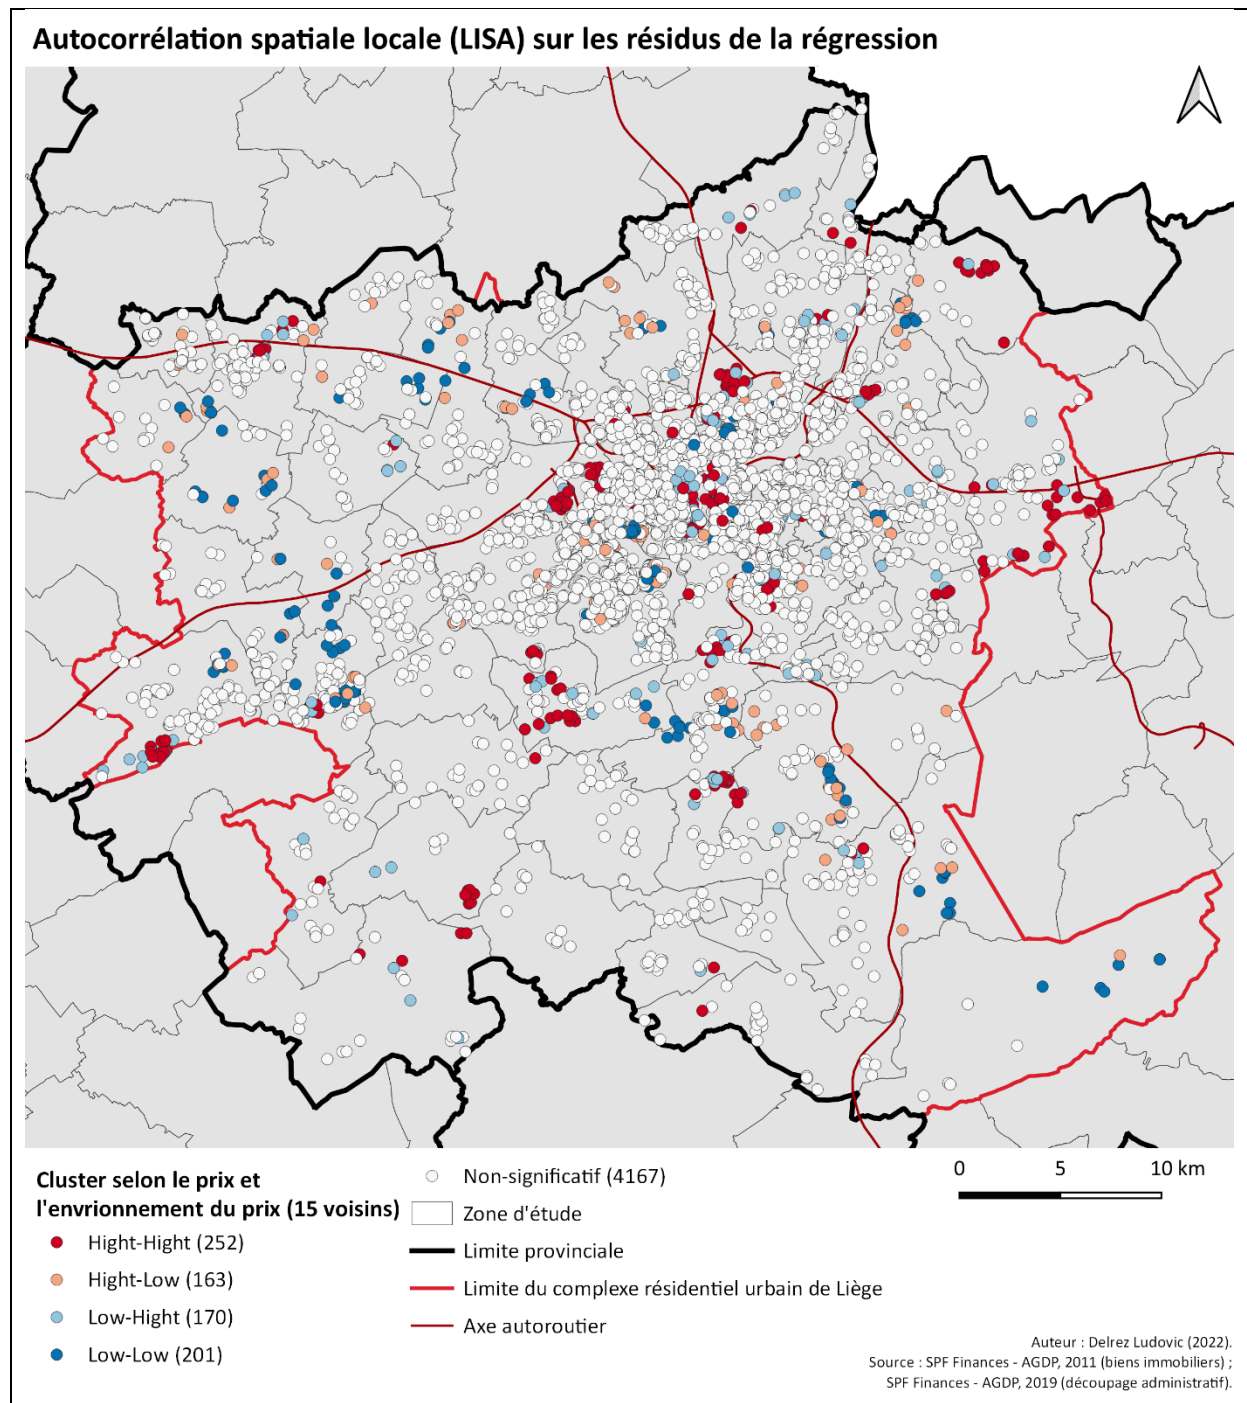 Autocorrélation spatiale locale (LISA) sur les résidus de la régression
Cluster selon le prix et
l'envrionnement du prix (15 voisins)
Hight-Hight (252)
Hight-Low (163)
Low-Hight (170)
Low-Low (201)
Non-significatif (4167)
Zone d'étude
Limite provinciale
Limite du complexe résidentiel urbain de Liège
Axe autoroutier
0 5 10 km
Auteur : Delrez Ludovic (2022).
Source : SPF Finances - AGDP, 2011 (biens immobiliers) ;
SPF Finances - AGDP, 2019 (découpage administratif).